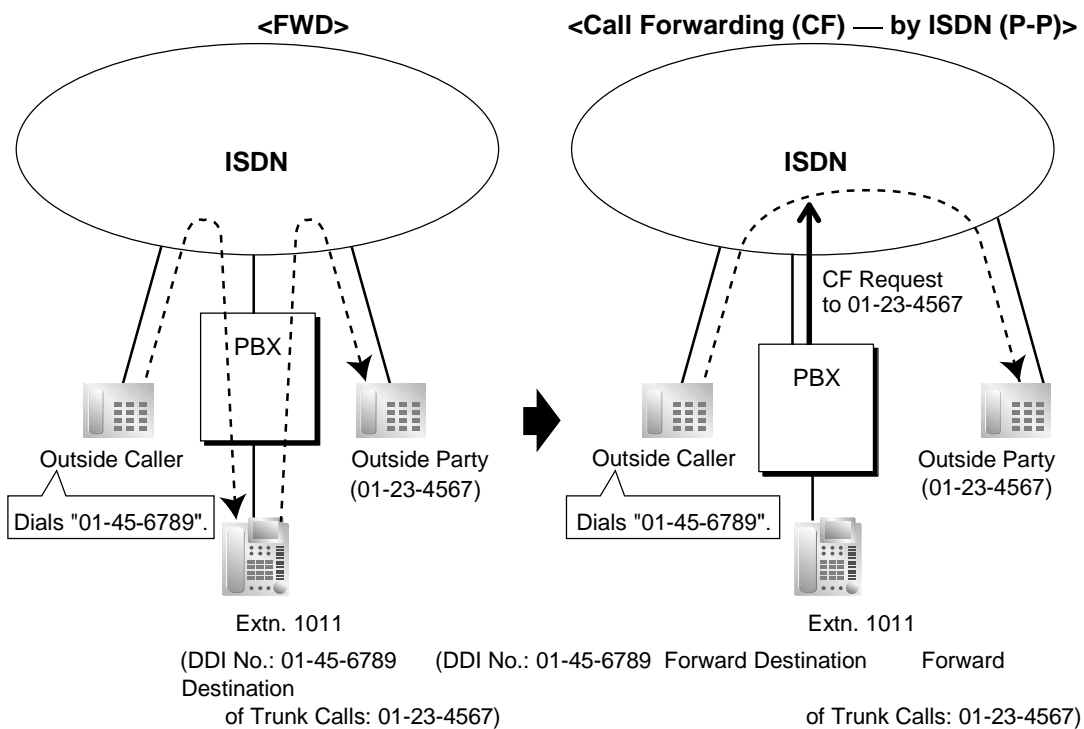 <FWD>
<Call Forwarding (CF) — by ISDN (P-P)>
ISDN
PBX
Outside Caller
Outside Party
(01-23-4567)
Dials "01-45-6789".
Extn. 1011
ISDN
CF Request
to 01-23-4567
PBX
Outside Caller
Outside Party
(01-23-4567)
Dials "01-45-6789".
Extn. 1011
(DDI No.: 01-45-6789 (DDI No.: 01-45-6789 Forward Destination Forward
Destination
of Trunk Calls: 01-23-4567) of Trunk Calls: 01-23-4567)